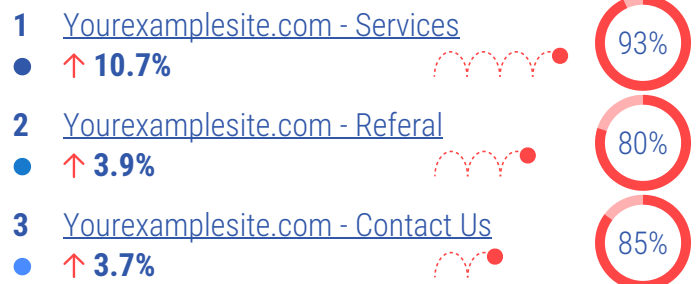 1 Yourexamplesite.com - Services
↑ 10.7%
93%
2 Yourexamplesite.com - Referal
↑ 3.9%
80%
3 Yourexamplesite.com - Contact Us
↑ 3.7%
85%